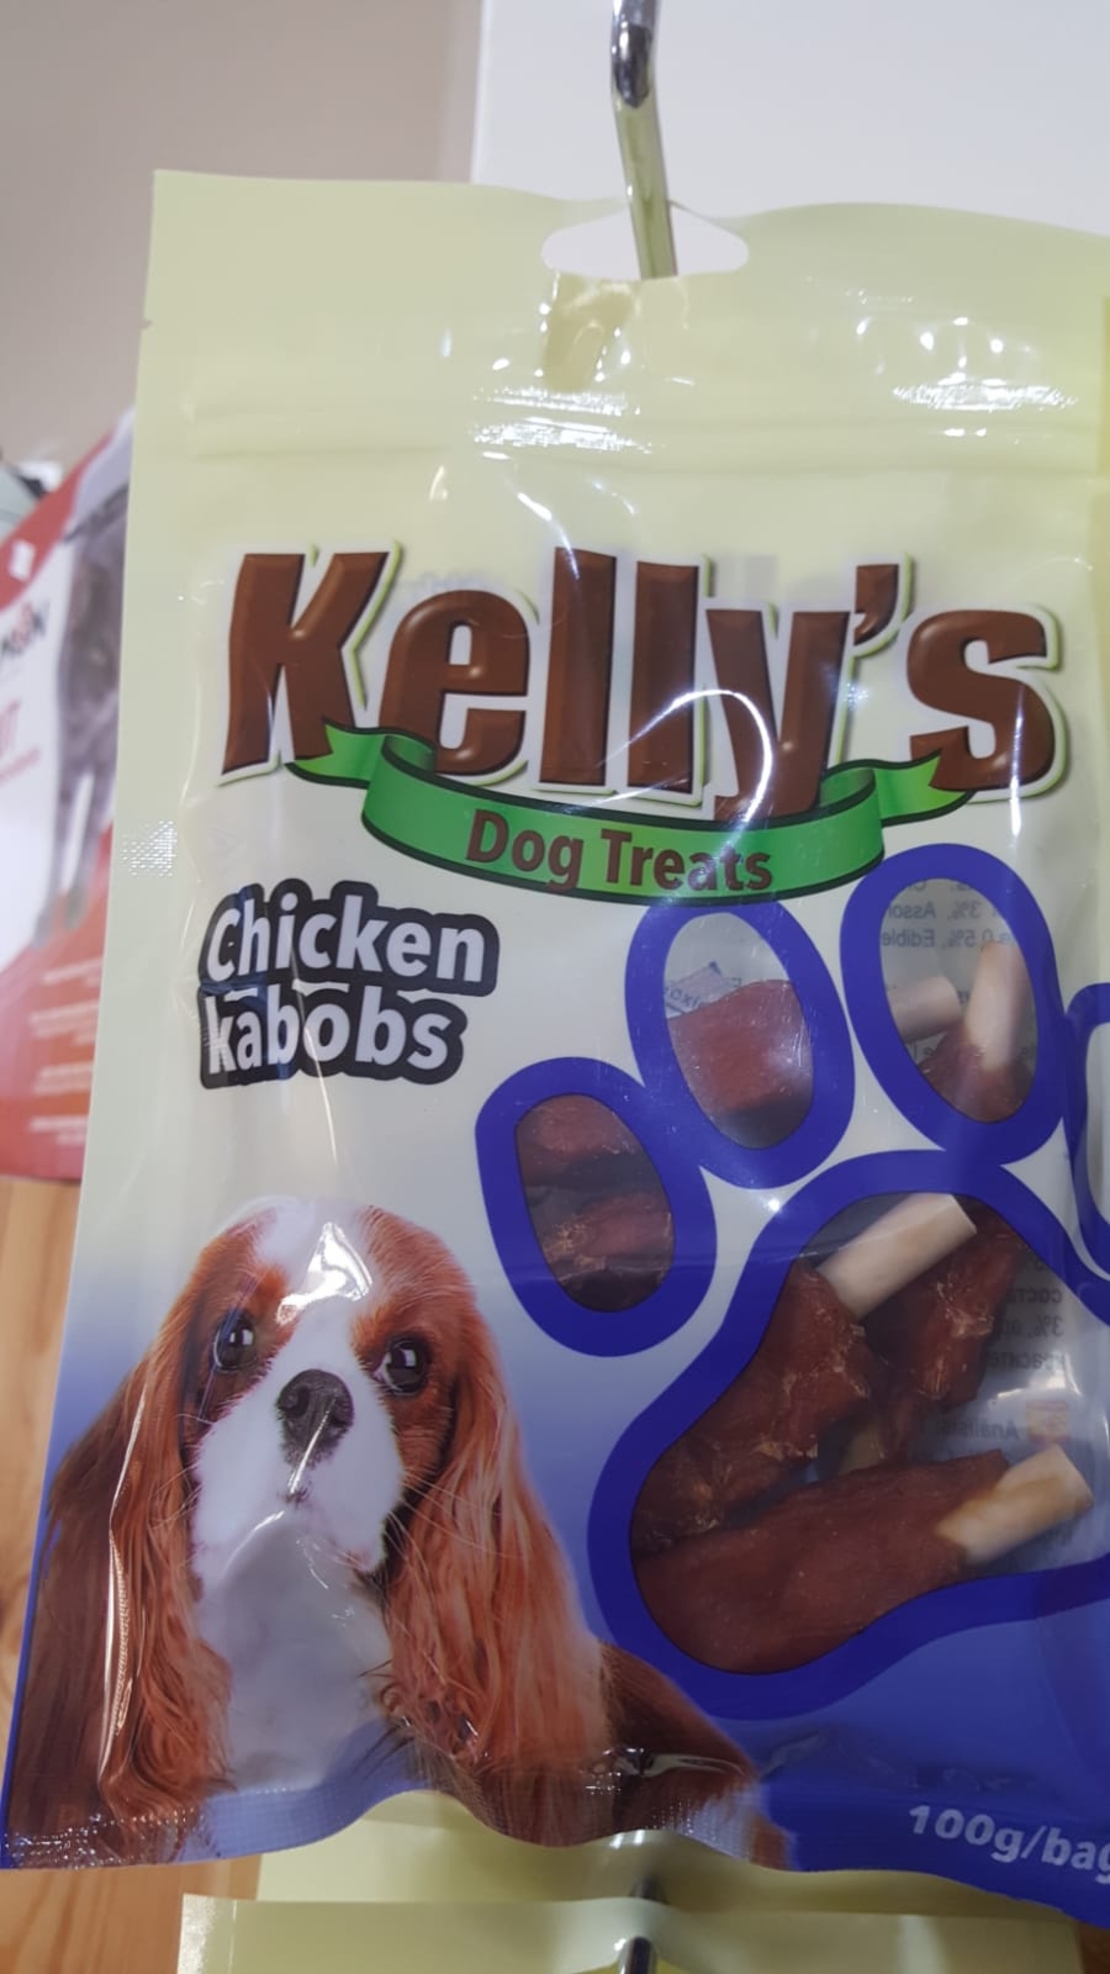 Kelly's
Dog Treats
Chicken
kabobs
100g/bag